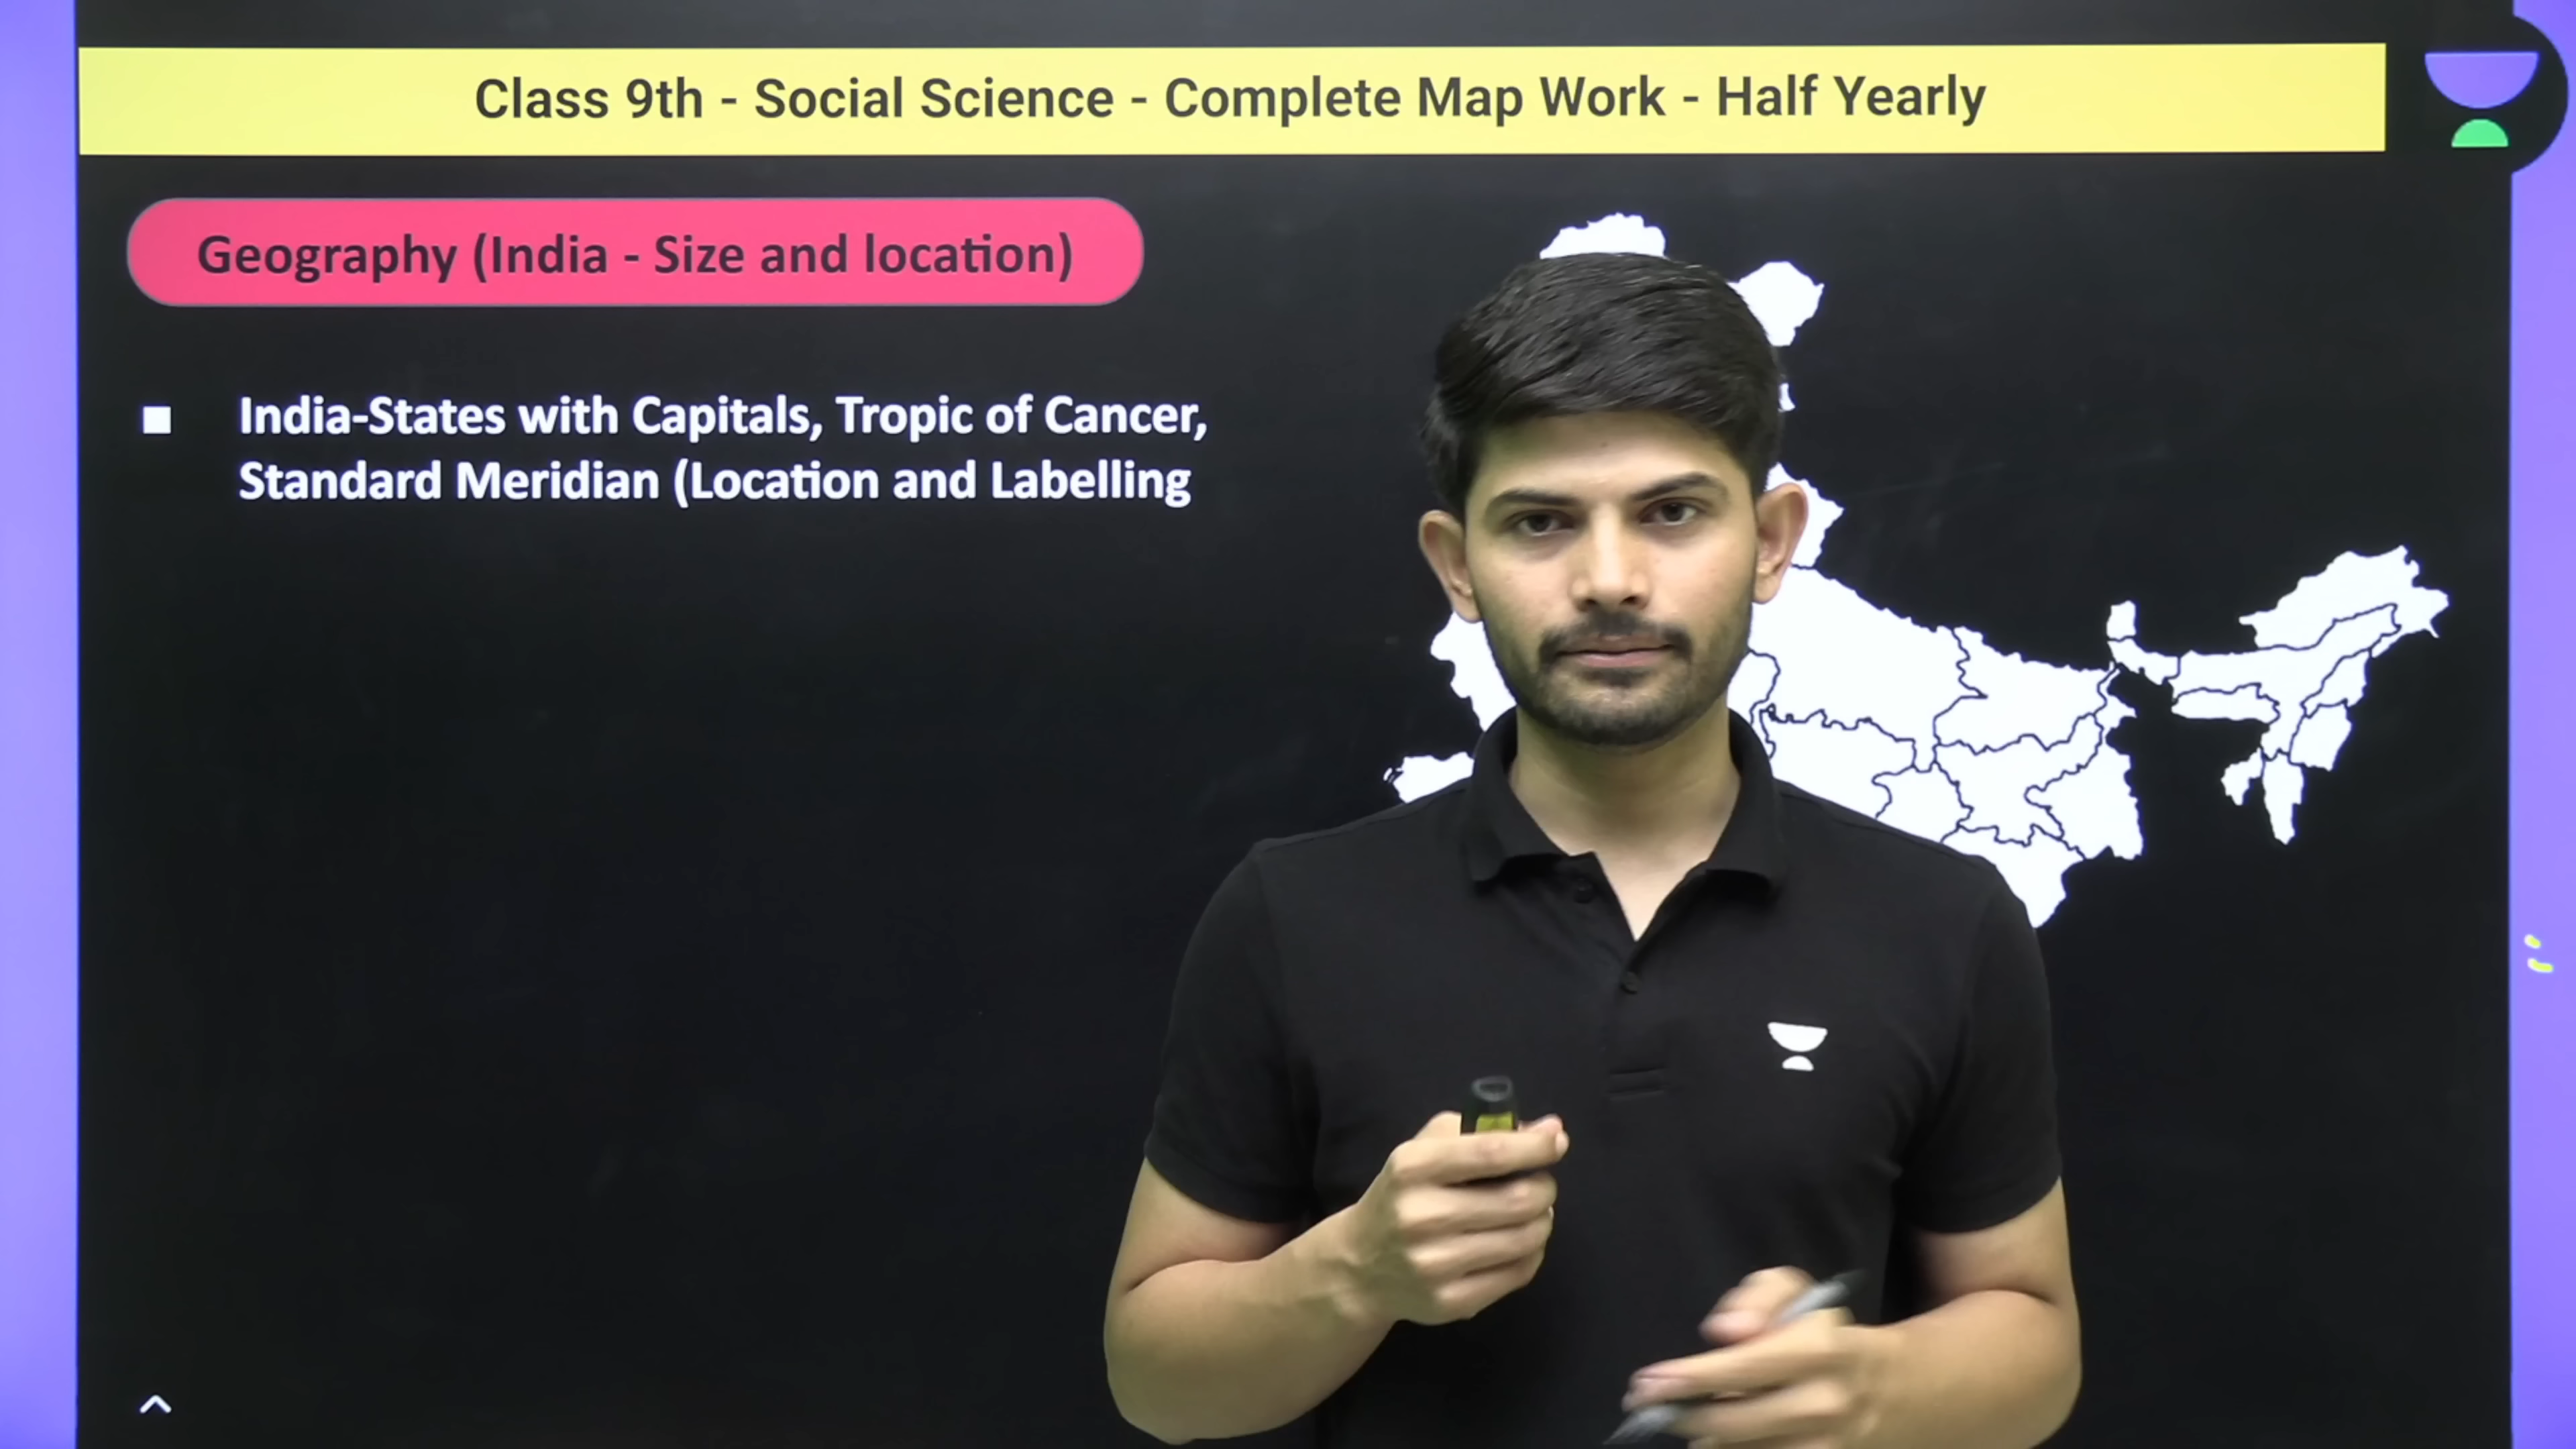 Class 9th - Social Science - Complete Map Work - Half Yearly
Geography (India - Size and location)
India-States with Capitals, Tropic of Cancer,
Standard Meridian (Location and Labelling